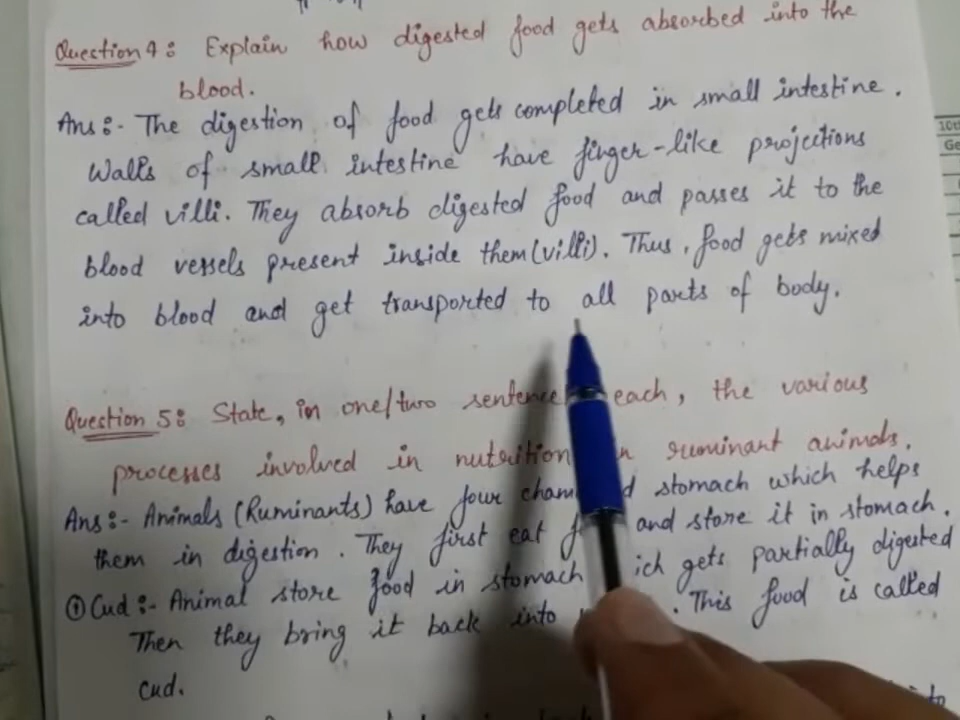 Question 4: Explain how digested food gets absorbed into the
blood.
Ans:- The digestion of food gets completed in small intestine.
Walls of small intestine have finger-like projections
called villi. They absorb digested food and passes it to the
blood vessels present inside them (villi). Thus, food gets mixed
into blood and get transported to all parts of body.
Question 5: State, in one/two sentence each, the various
processes involved in nutrition in ruminant animals.
Ans:- Animals (Ruminants) have four stomach which helps
them in digestion. They first eat and store it in stomach.
① Cud:- Animal store food in stomach gets partially digested
Then they bring it back into . This food is called
cud.
10th
Ge